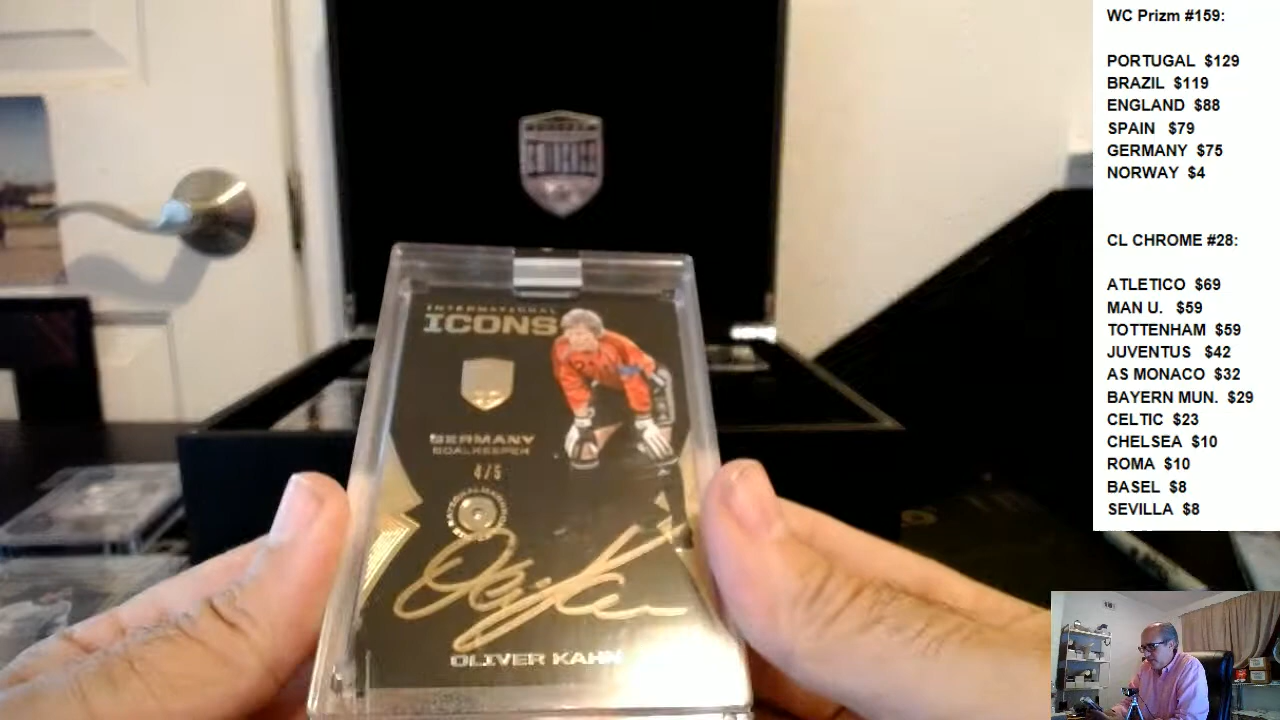 INTERNATIONAL
ICONS
GERMANY
GOALKEEPER
4/5
OLIVER KAHN
WC Prizm #159:
PORTUGAL $129
BRAZIL $119
ENGLAND $88
SPAIN $79
GERMANY $75
NORWAY $4
CL CHROME #28:
ATLETICO $69
MAN U. $59
TOTTENHAM $59
JUVENTUS $42
AS MONACO $32
BAYERN MUN. $29
CELTIC $23
CHELSEA $10
ROMA $10
BASEL $8
SEVILLA $8